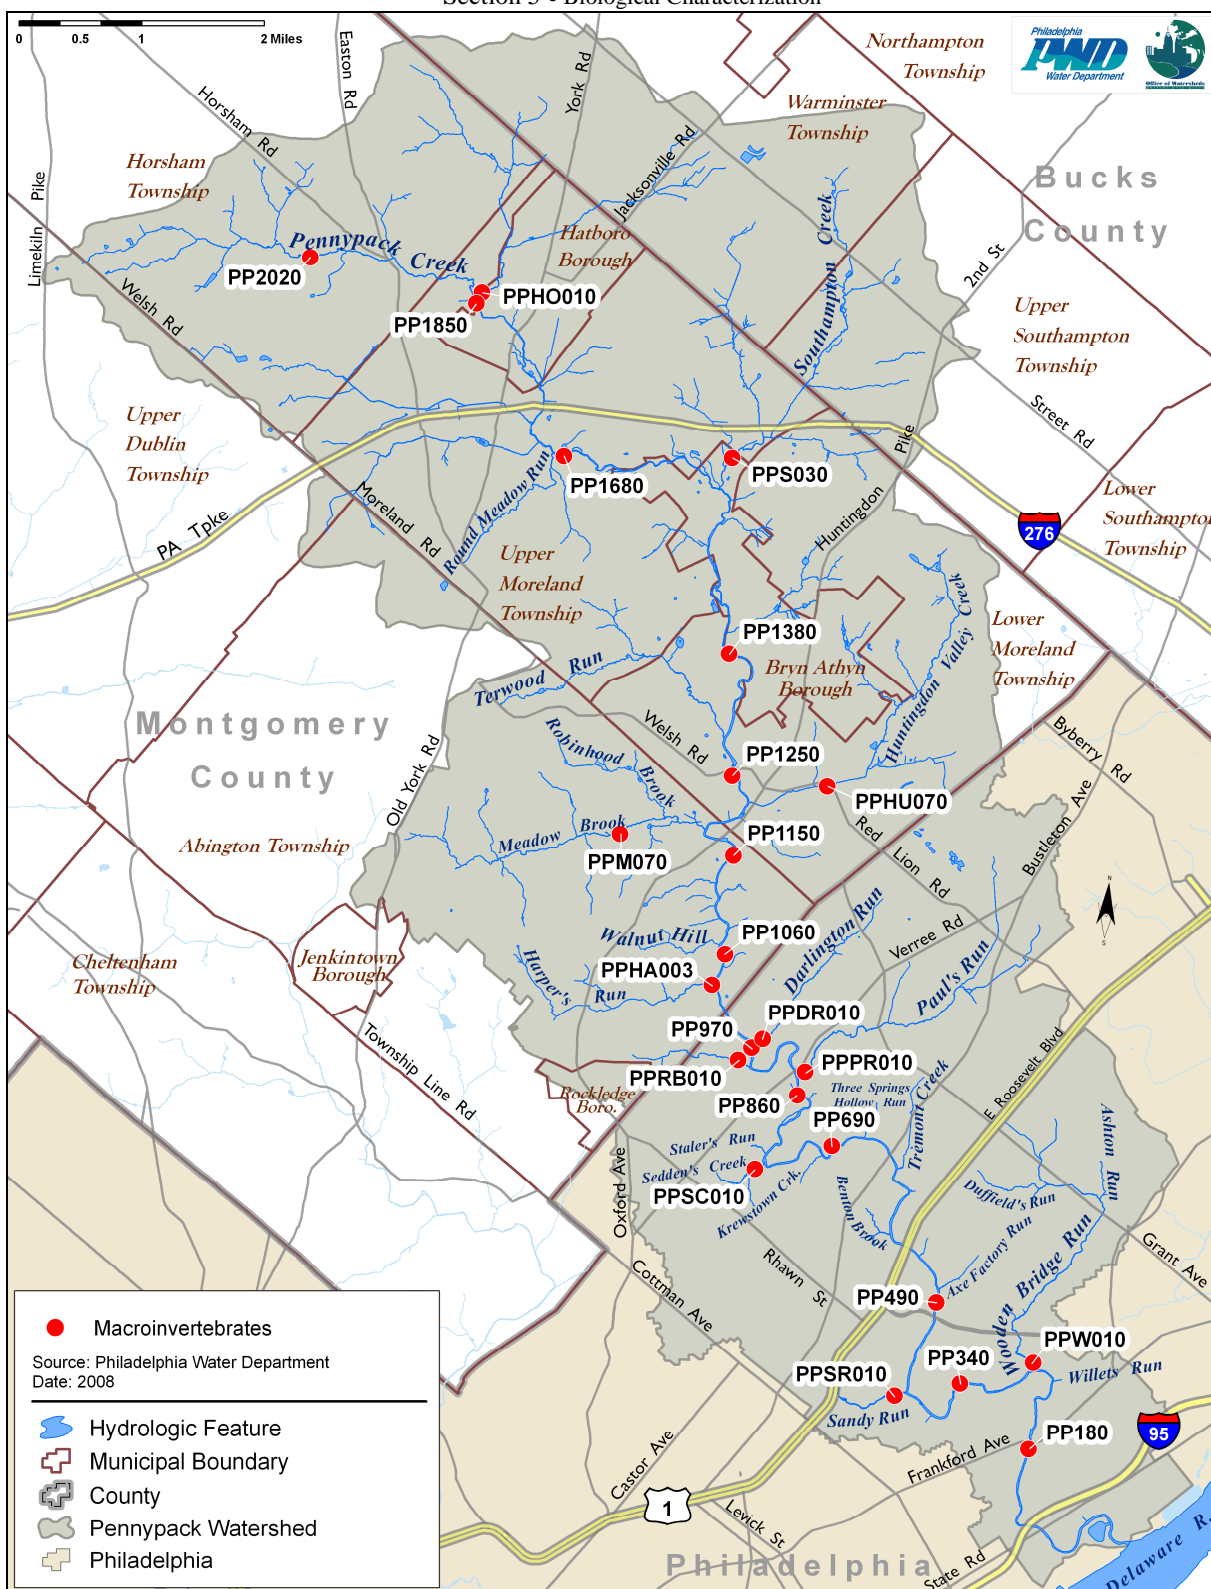 Section 5 • Biological Characterization
0 0.5 1 2 Miles
Philadelphia
PWD
Water Department
Office of Watersheds
Northampton
Township
Warminster
Township
Bucks
County
Horsham
Township
Limekiln Pike
Horsham Rd
Easton Rd
York Rd
Jacksonville Rd
Hatboro
Borough
Southampton Creek
2nd St
Upper
Southampton
Township
Pennypack Creek
PP2020
PPHO010
PP1850
Welsh Rd
Upper
Dublin
Township
Street Rd
Pike
Huntingdon
Lower
Southampton
Township
276
PA Tpke
Moreland Rd
Round Meadow Run
PP1680
PPS030
Upper
Moreland
Township
PP1380
Bryn Athyn
Borough
Huntingdon Valley Creek
Lower
Moreland
Township
Terwood Run
Montgomery
County
Old York Rd
Robinhood Brook
Welsh Rd
PP1250
PPHU070
Byberry Rd
Bustleton Ave
Abington Township
Meadow Brook
PPM070
PP1150
Red Lion Rd
Verree Rd
N
S
Walnut Hill
PP1060
Darlington Run
Paul's Run
Cheltenham
Township
Jenkintown
Borough
Harper's Run
PPHA003
PP970
PPDR010
PPRB010
PPPR010
Township Line Rd
Rockledge
Boro.
PP860
Three Springs
Hollow Run
Tremont Creek
E Roosevelt Blvd
PP690
Staler's Run
Sedden's Creek
PPSC010
Krewstown Crk.
Benton Brook
Oxford Ave
Ashton Run
Duffield's Run
Axe Factory Run
Wooden Bridge Run
Grant Ave
Cottman Ave
Rhawn St
PP490
PPW010
PP340
PPSR010
Sandy Run
Willets Run
PP180
95
Frankford Ave
Castor Ave
1
Levick St
State Rd
Philadelphia
Delaware R.
Macroinvertebrates
Source: Philadelphia Water Department
Date: 2008
Hydrologic Feature
Municipal Boundary
County
Pennypack Watershed
Philadelphia